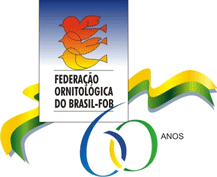 FEDERAÇÃO
ORNITOLÓGICA
DO BRASIL-FOB
60 ANOS